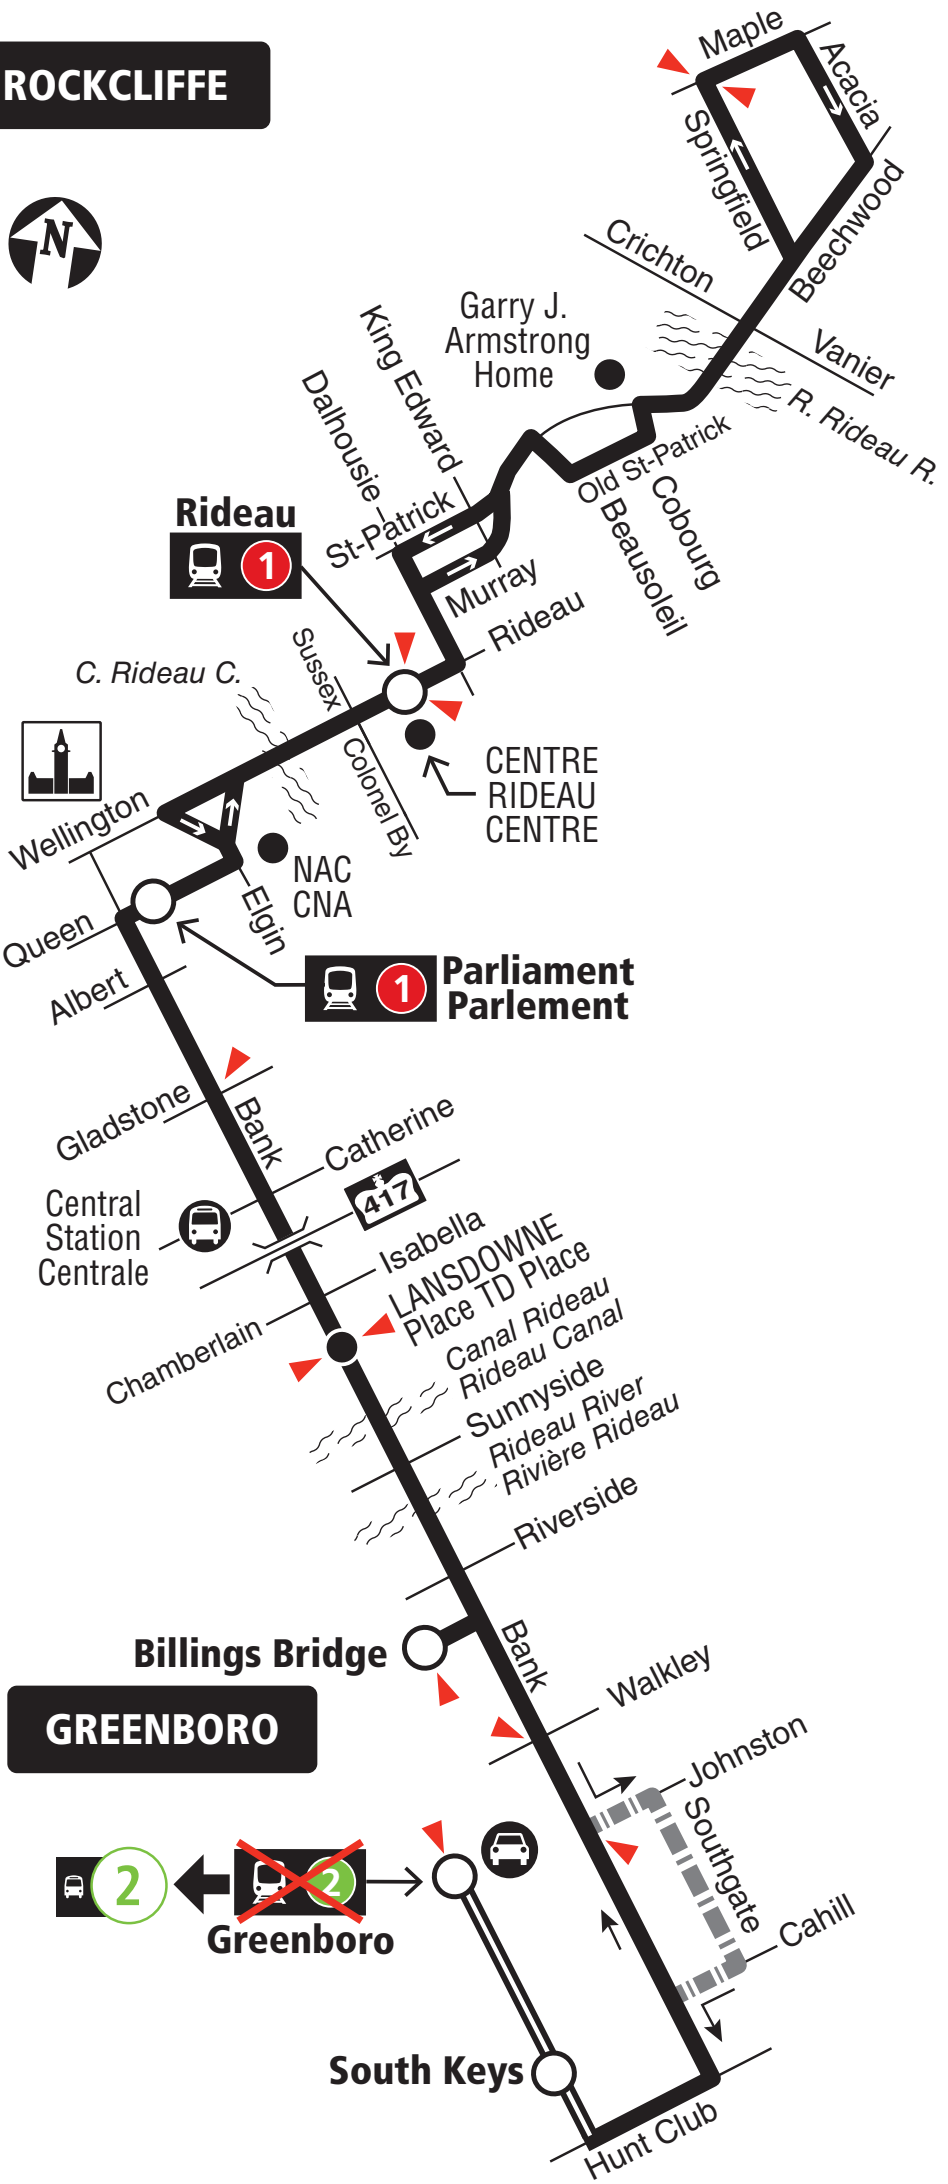 Maple
ROCKCLIFFE
Acacia
Springfield
Beechwood
N
Crichton
Vanier
Garry J.
Armstrong
Home
King Edward
Dalhousie
R. Rideau R.
Old St-Patrick
Cobourg
Beausoleil
St-Patrick
Rideau
1
Murray
Rideau
Sussex
C. Rideau C.
Colonel By
CENTRE
RIDEAU
CENTRE
Wellington
NAC
CNA
Elgin
Queen
1
Parliament
Parlement
Albert
Gladstone
Bank
Catherine
417
Central
Station
Centrale
Isabella
LANSDOWNE
Place TD Place
Chamberlain
Canal Rideau
Rideau Canal
Sunnyside
Rideau River
Rivière Rideau
Riverside
Billings Bridge
Bank
Walkley
GREENBORO
Johnston
Southgate
2
2
Greenboro
Cahill
South Keys
Hunt Club